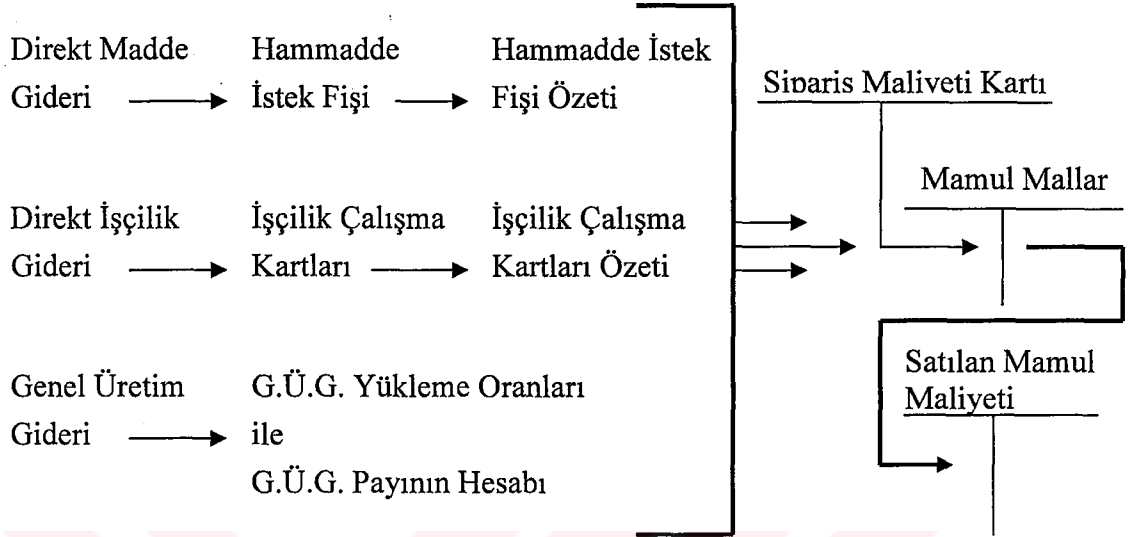 Direkt Madde Gideri
Hammadde İstek Fişi
Hammadde İstek Fişi Özeti
Direkt İşçilik Gideri
İşçilik Çalışma Kartları
İşçilik Çalışma Kartları Özeti
Genel Üretim Gideri
G.Ü.G. Yükleme Oranları
ile
G.Ü.G. Payının Hesabı
Sipariş Maliyeti Kartı
Mamul Mallar
Satılan Mamul
Maliyeti